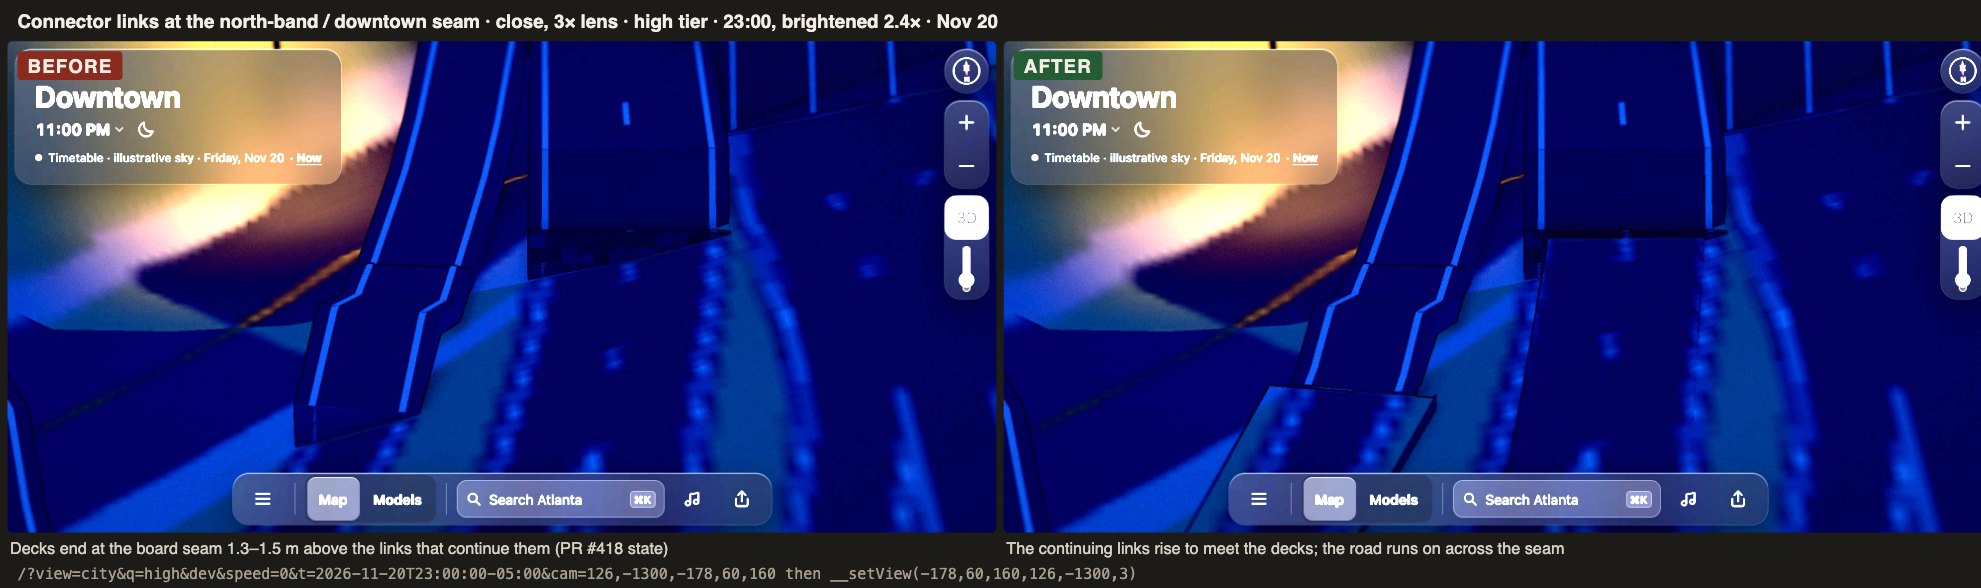 Connector links at the north-band / downtown seam · close, 3× lens · high tier · 23:00, brightened 2.4× · Nov 20
BEFORE
Downtown
11:00 PM
Timetable · illustrative sky · Friday, Nov 20 · Now
N
+
−
3D
Map Models Search Atlanta ⌘K
AFTER
Downtown
11:00 PM
Timetable · illustrative sky · Friday, Nov 20 · Now
N
+
−
3D
Map Models Search Atlanta ⌘K
Decks end at the board seam 1.3–1.5 m above the links that continue them (PR #418 state)
The continuing links rise to meet the decks; the road runs on across the seam
/?view=city&q=high&dev&speed=0&t=2026-11-20T23:00:00-05:00&cam=126,-1300,-178,60,160 then __setView(-178,60,160,126,-1300,3)